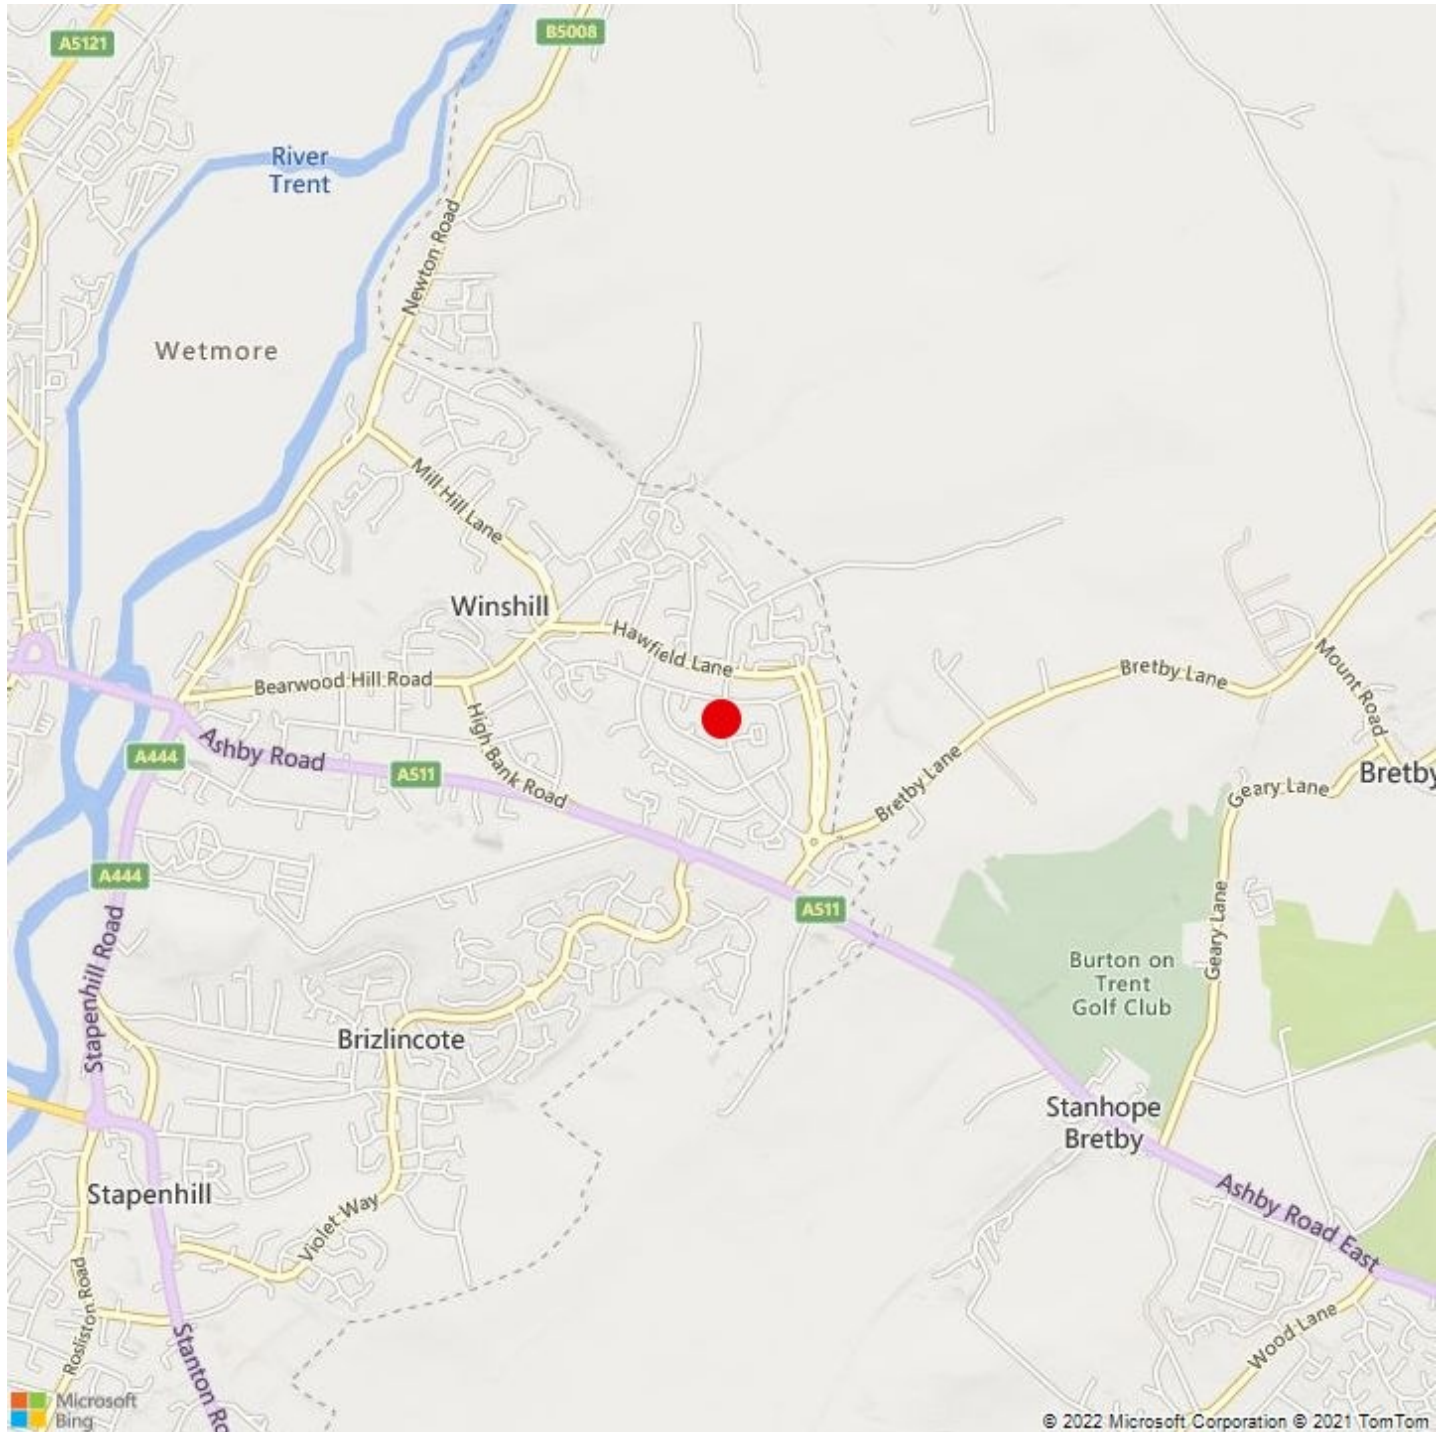 A5121
B5008
River
Trent
Newton Road
Wetmore
Mill Hill Lane
Winshill
Hawfield Lane
Bearwood Hill Road
Bretby Lane
Mount Road
High Bank Road
Ashby Road
A444
A511
Bretby Lane
Bretby
Geary Lane
A444
A511
Stapenhill Road
Geary Lane
Burton on
Trent
Golf Club
Brizlincote
Stanhope
Bretby
Stapenhill
Violet Way
Ashby Road East
Rosliston Road
Stanton Ro
Wood Lane
Microsoft
Bing
© 2022 Microsoft Corporation © 2021 TomTom